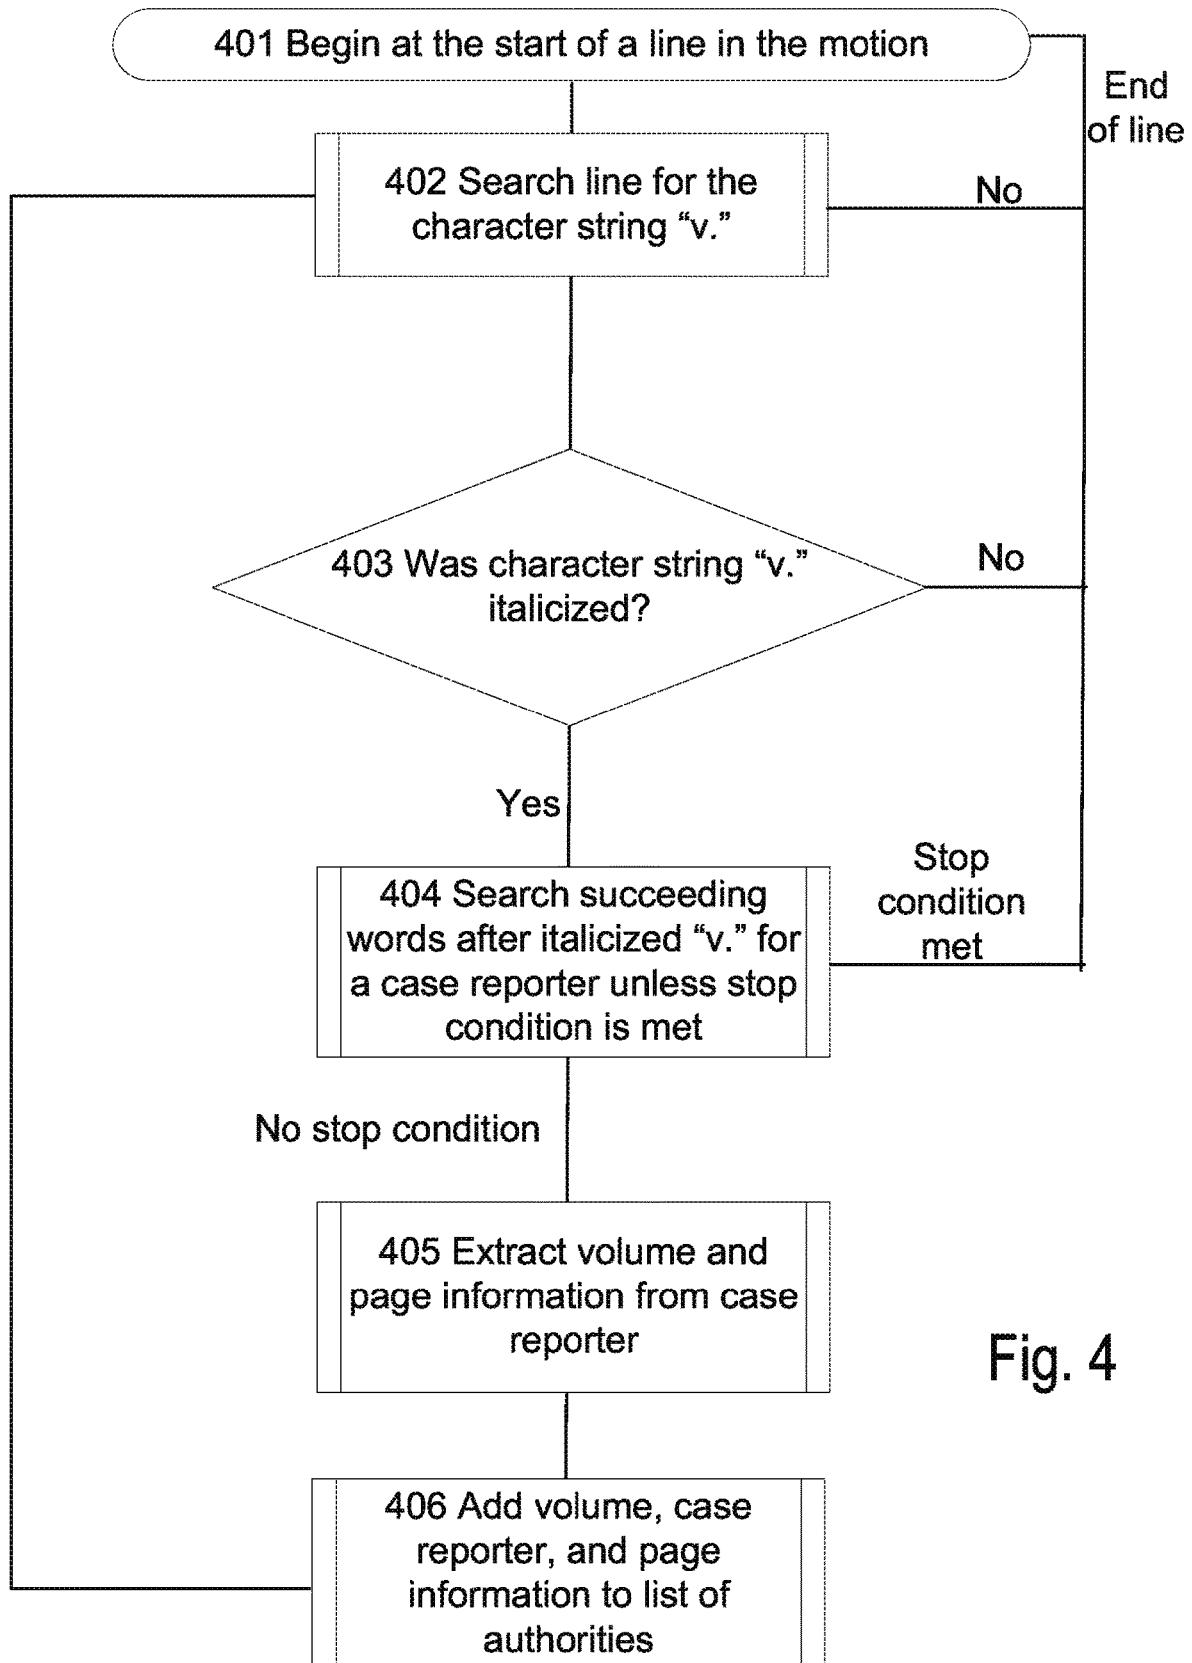 401 Begin at the start of a line in the motion
End
of line
402 Search line for the
character string “v.”
No
403 Was character string “v.”
italicized?
No
Yes
Stop
condition
met
404 Search succeeding
words after italicized “v.” for
a case reporter unless stop
condition is met
No stop condition
405 Extract volume and
page information from case
reporter
Fig. 4
406 Add volume, case
reporter, and page
information to list of
authorities